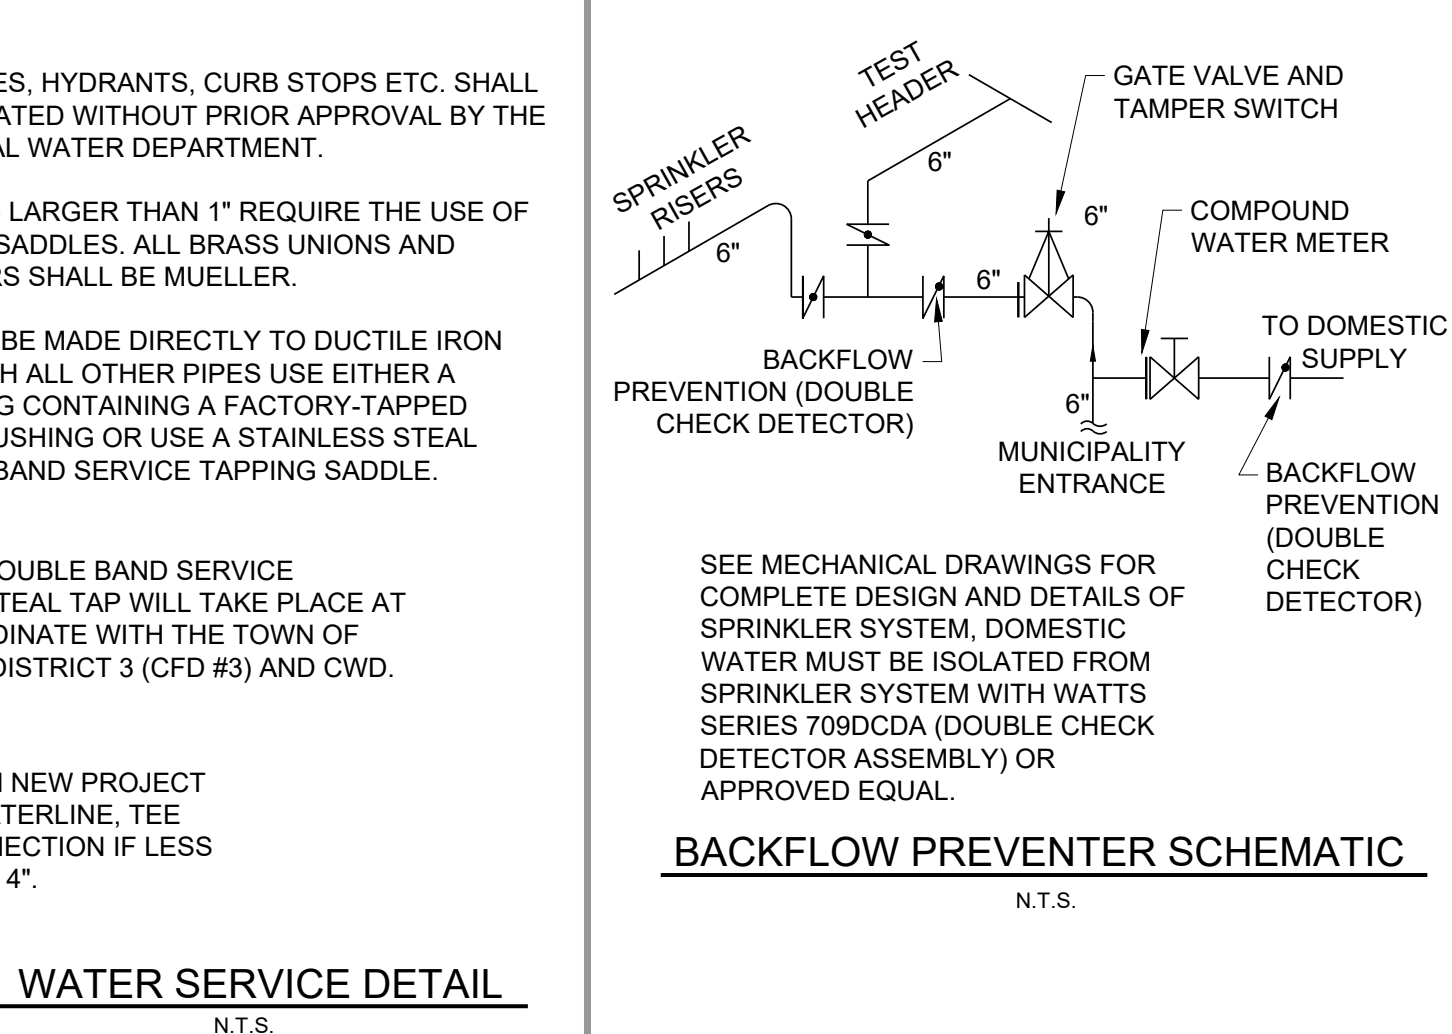 ES, HYDRANTS, CURB STOPS ETC. SHALL
ATED WITHOUT PRIOR APPROVAL BY THE
AL WATER DEPARTMENT.
LARGER THAN 1" REQUIRE THE USE OF
SADDLES. ALL BRASS UNIONS AND
RS SHALL BE MUELLER.
BE MADE DIRECTLY TO DUCTILE IRON
H ALL OTHER PIPES USE EITHER A
G CONTAINING A FACTORY-TAPPED
USHING OR USE A STAINLESS STEAL
BAND SERVICE TAPPING SADDLE.
OUBLE BAND SERVICE
TEAL TAP WILL TAKE PLACE AT
DINATE WITH THE TOWN OF
DISTRICT 3 (CFD #3) AND CWD.
NEW PROJECT
ATERLINE, TEE
NECTION IF LESS
4".
WATER SERVICE DETAIL
N.T.S.
TEST
HEADER
GATE VALVE AND
TAMPER SWITCH
SPRINKLER
RISERS
6"
6"
6"
6"
COMPOUND
WATER METER
TO DOMESTIC
SUPPLY
BACKFLOW
PREVENTION (DOUBLE
CHECK DETECTOR)
6"
MUNICIPALITY
ENTRANCE
BACKFLOW
PREVENTION
(DOUBLE
CHECK
DETECTOR)
SEE MECHANICAL DRAWINGS FOR
COMPLETE DESIGN AND DETAILS OF
SPRINKLER SYSTEM, DOMESTIC
WATER MUST BE ISOLATED FROM
SPRINKLER SYSTEM WITH WATTS
SERIES 709DCDA (DOUBLE CHECK
DETECTOR ASSEMBLY) OR
APPROVED EQUAL.
BACKFLOW PREVENTER SCHEMATIC
N.T.S.